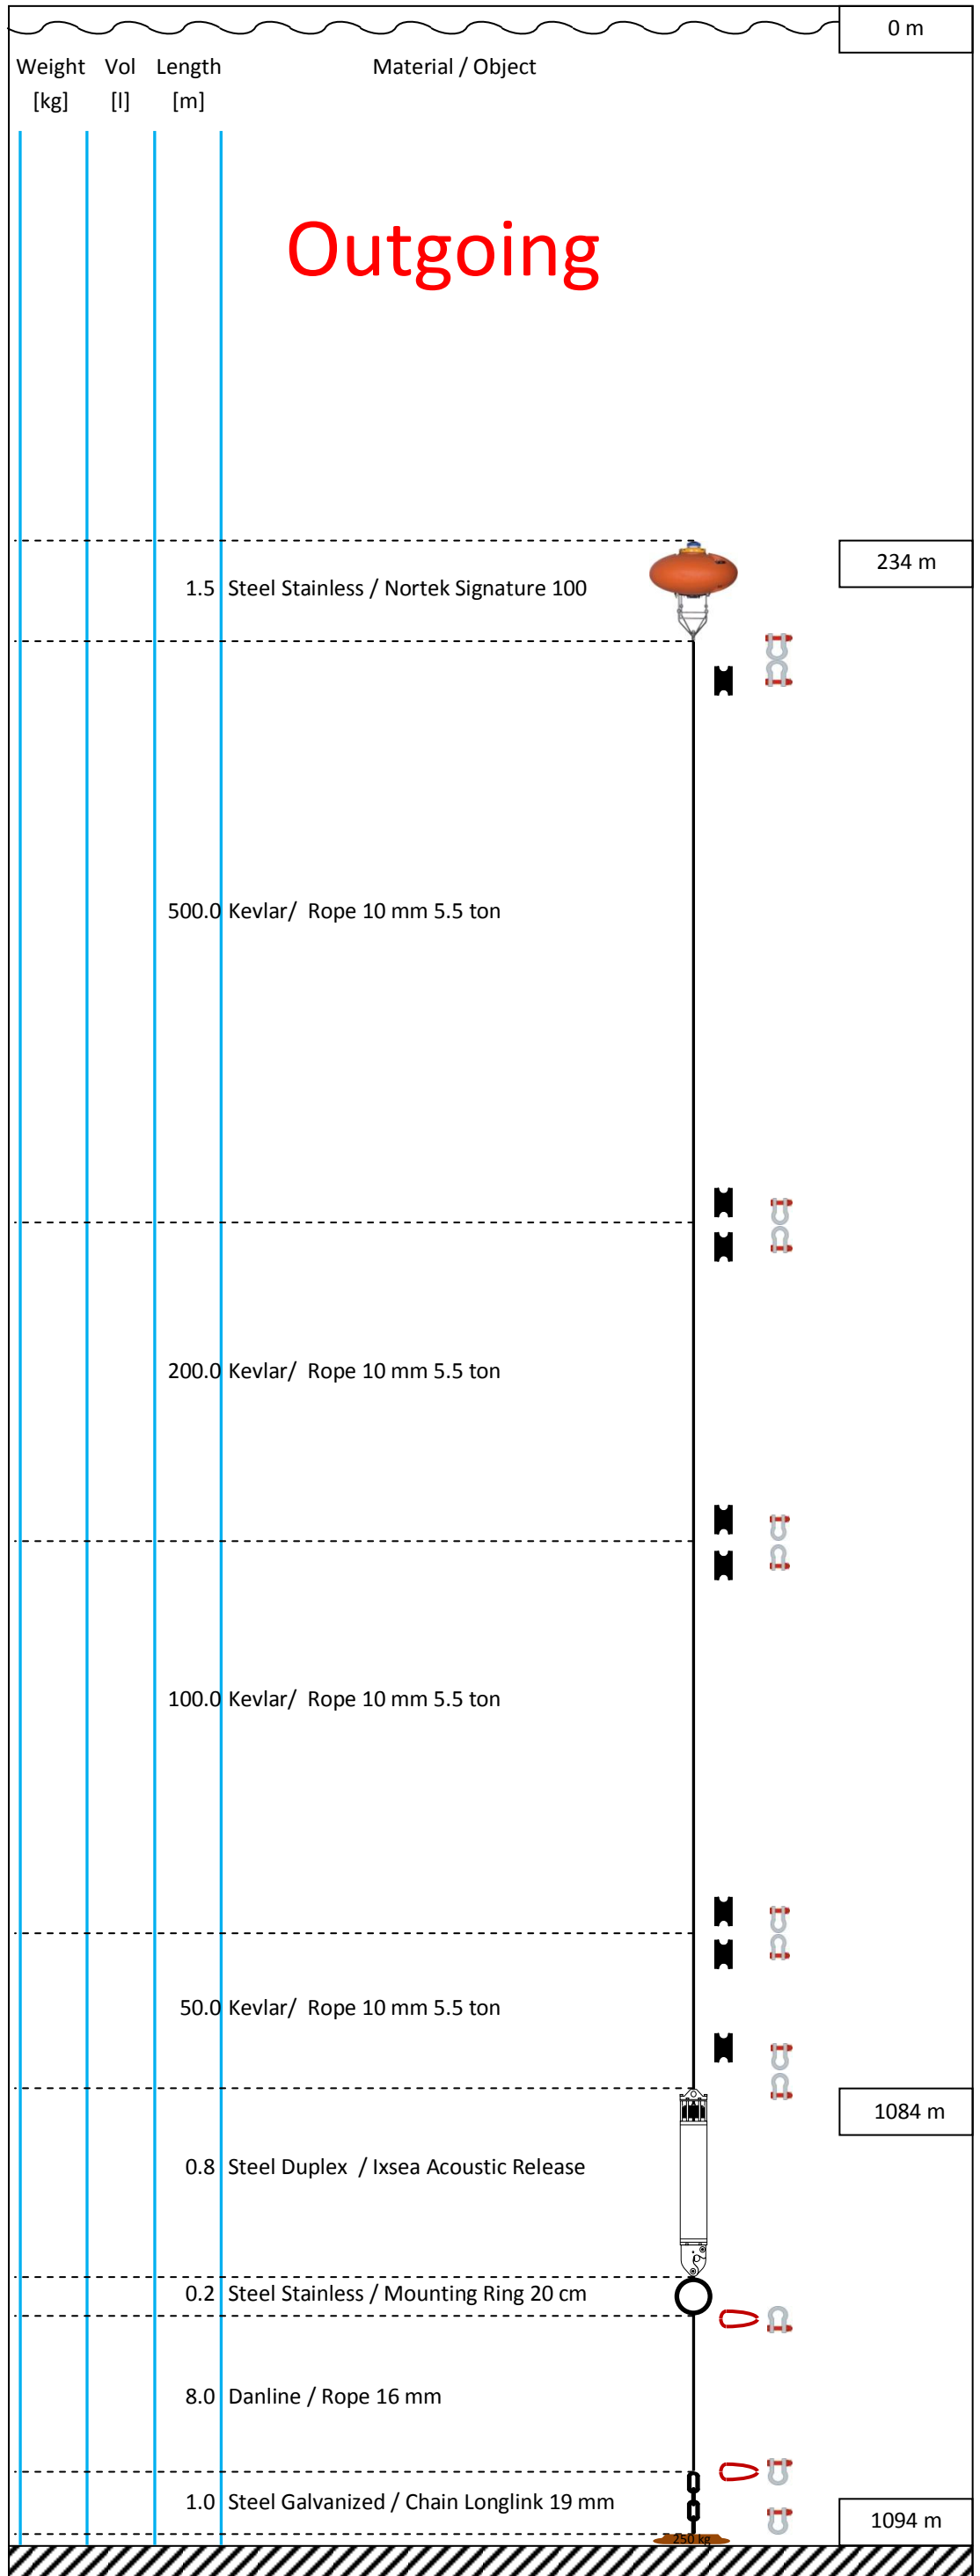 0 m
Weight Vol Length Material / Object
[kg] [l] [m]
Outgoing
234 m
1.5 Steel Stainless / Nortek Signature 100
500.0 Kevlar/ Rope 10 mm 5.5 ton
200.0 Kevlar/ Rope 10 mm 5.5 ton
100.0 Kevlar/ Rope 10 mm 5.5 ton
50.0 Kevlar/ Rope 10 mm 5.5 ton
1084 m
0.8 Steel Duplex / Ixsea Acoustic Release
0.2 Steel Stainless / Mounting Ring 20 cm
8.0 Danline / Rope 16 mm
1.0 Steel Galvanized / Chain Longlink 19 mm
1094 m
250 kg